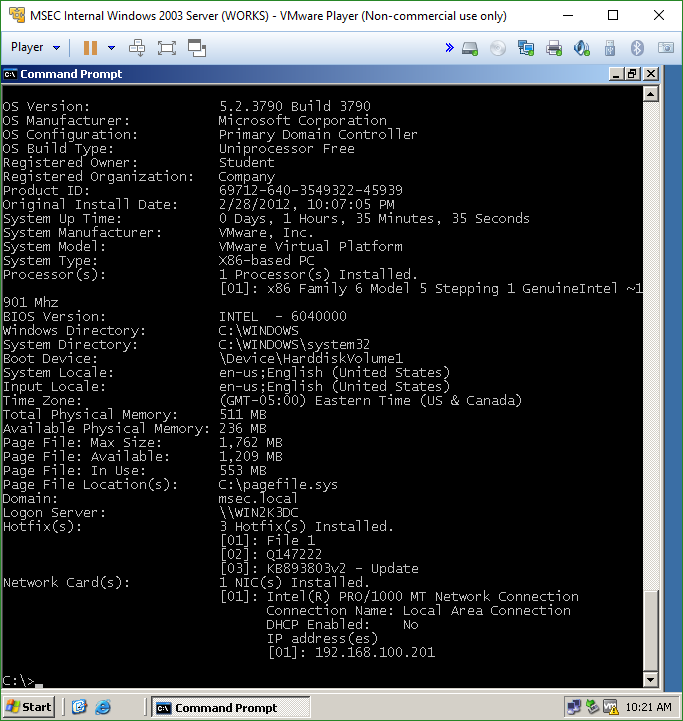 MSEC Internal Windows 2003 Server (WORKS) - VMware Player (Non-commercial use only)
Player
Command Prompt
OS Version: 5.2.3790 Build 3790
OS Manufacturer: Microsoft Corporation
OS Configuration: Primary Domain Controller
OS Build Type: Uniprocessor Free
Registered Owner: Student
Registered Organization: Company
Product ID: 69712-640-3549322-45939
Original Install Date: 2/28/2012, 10:07:05 PM
System Up Time: 0 Days, 1 Hours, 35 Minutes, 35 Seconds
System Manufacturer: VMware, Inc.
System Model: VMware Virtual Platform
System Type: X86-based PC
Processor(s): 1 Processor(s) Installed.
[01]: x86 Family 6 Model 5 Stepping 1 GenuineIntel ~1
901 Mhz
BIOS Version: INTEL  - 6040000
Windows Directory: C:\WINDOWS
System Directory: C:\WINDOWS\system32
Boot Device: \Device\HarddiskVolume1
System Locale: en-us;English (United States)
Input Locale: en-us;English (United States)
Time Zone: (GMT-05:00) Eastern Time (US & Canada)
Total Physical Memory: 511 MB
Available Physical Memory: 236 MB
Page File: Max Size: 1,762 MB
Page File: Available: 1,209 MB
Page File: In Use: 553 MB
Page File Location(s): C:\pagefile.sys
Domain: msec.local
Logon Server: \\WIN2K3DC
Hotfix(s): 3 Hotfix(s) Installed.
[01]: File 1
[02]: Q147222
[03]: KB893803v2 - Update
Network Card(s): 1 NIC(s) Installed.
[01]: Intel(R) PRO/1000 MT Network Connection
Connection Name: Local Area Connection
DHCP Enabled: No
IP address(es)
[01]: 192.168.100.201
C:\>_
Start
Command Prompt
10:21 AM